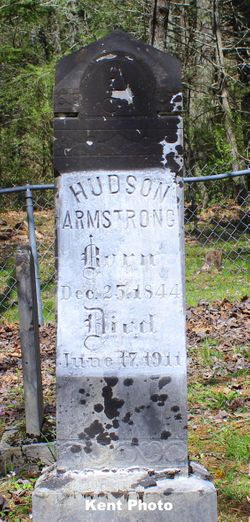 HUDSON
ARMSTRONG
Born
Dec. 25, 1844
Died
June 17, 1911
Kent Photo